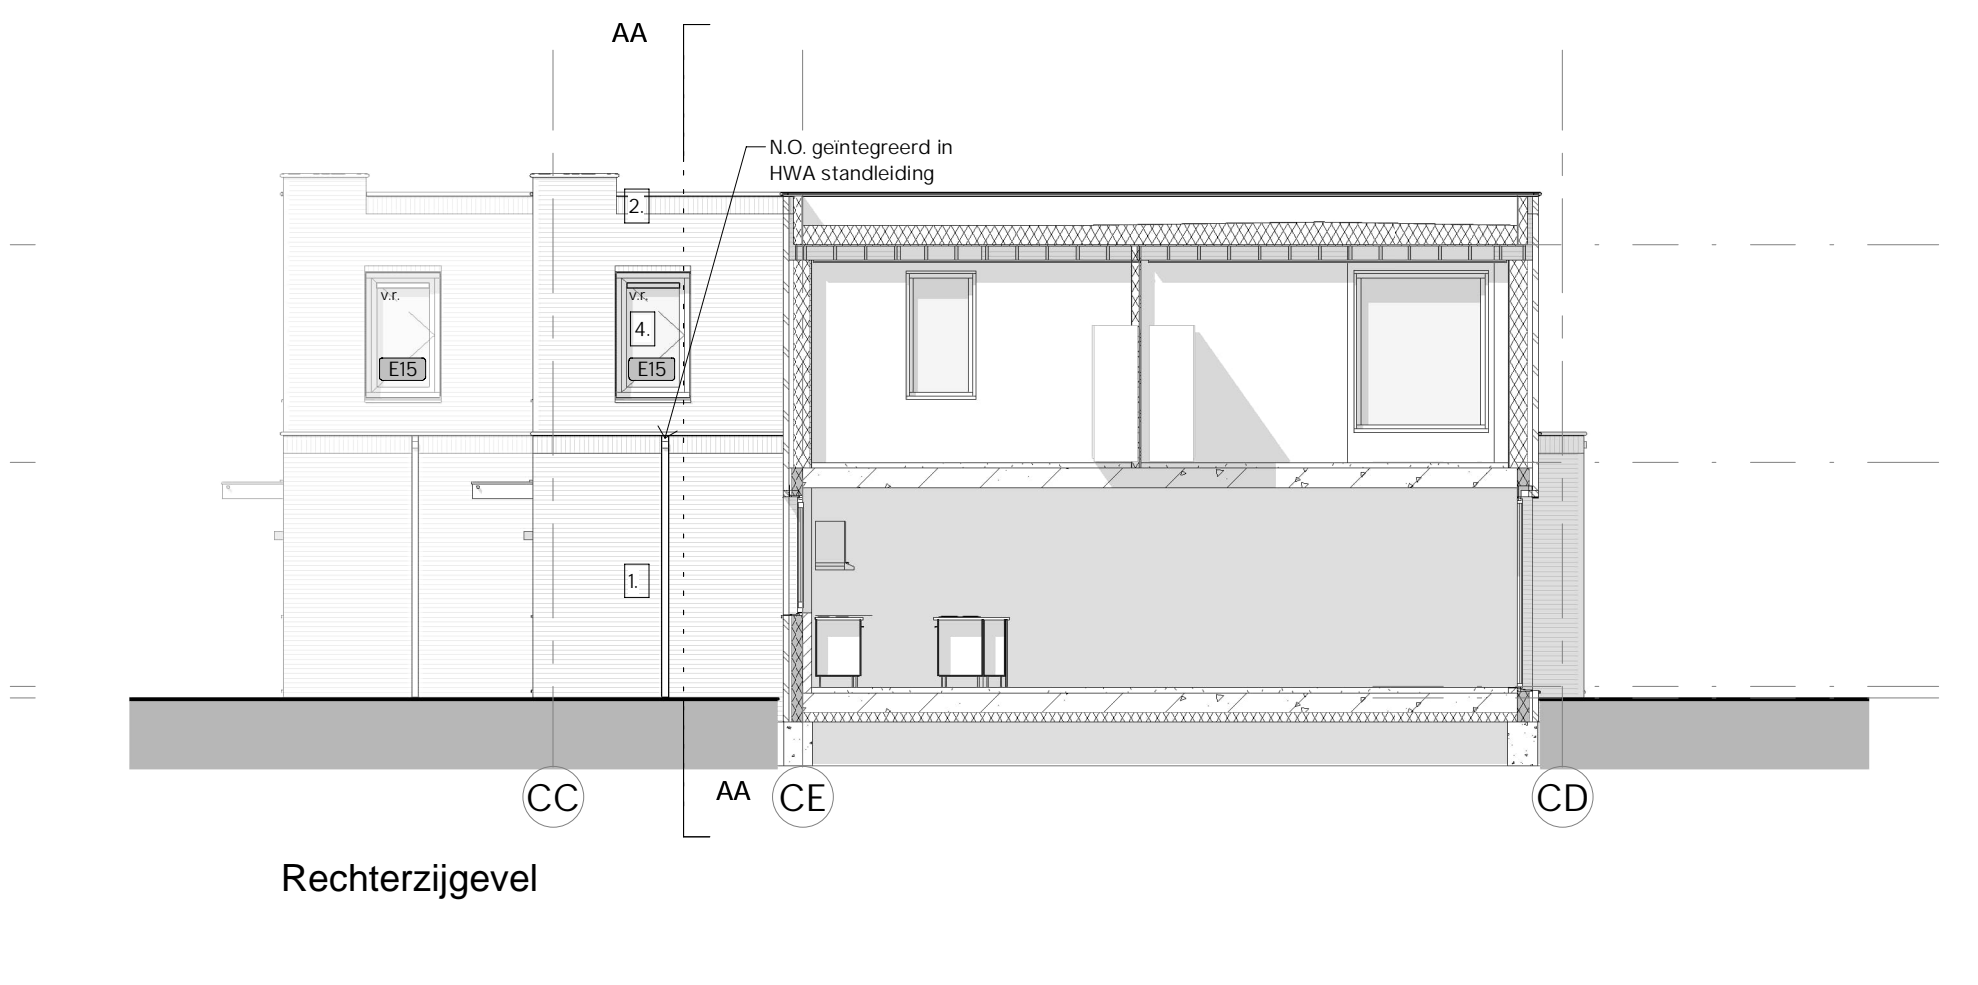 AA
N.O. geïntegreerd in
HWA standleiding
2.
v.r.
v.r.
4.
E15
E15
1.
AA
CC
CE
CD
Rechterzijgevel